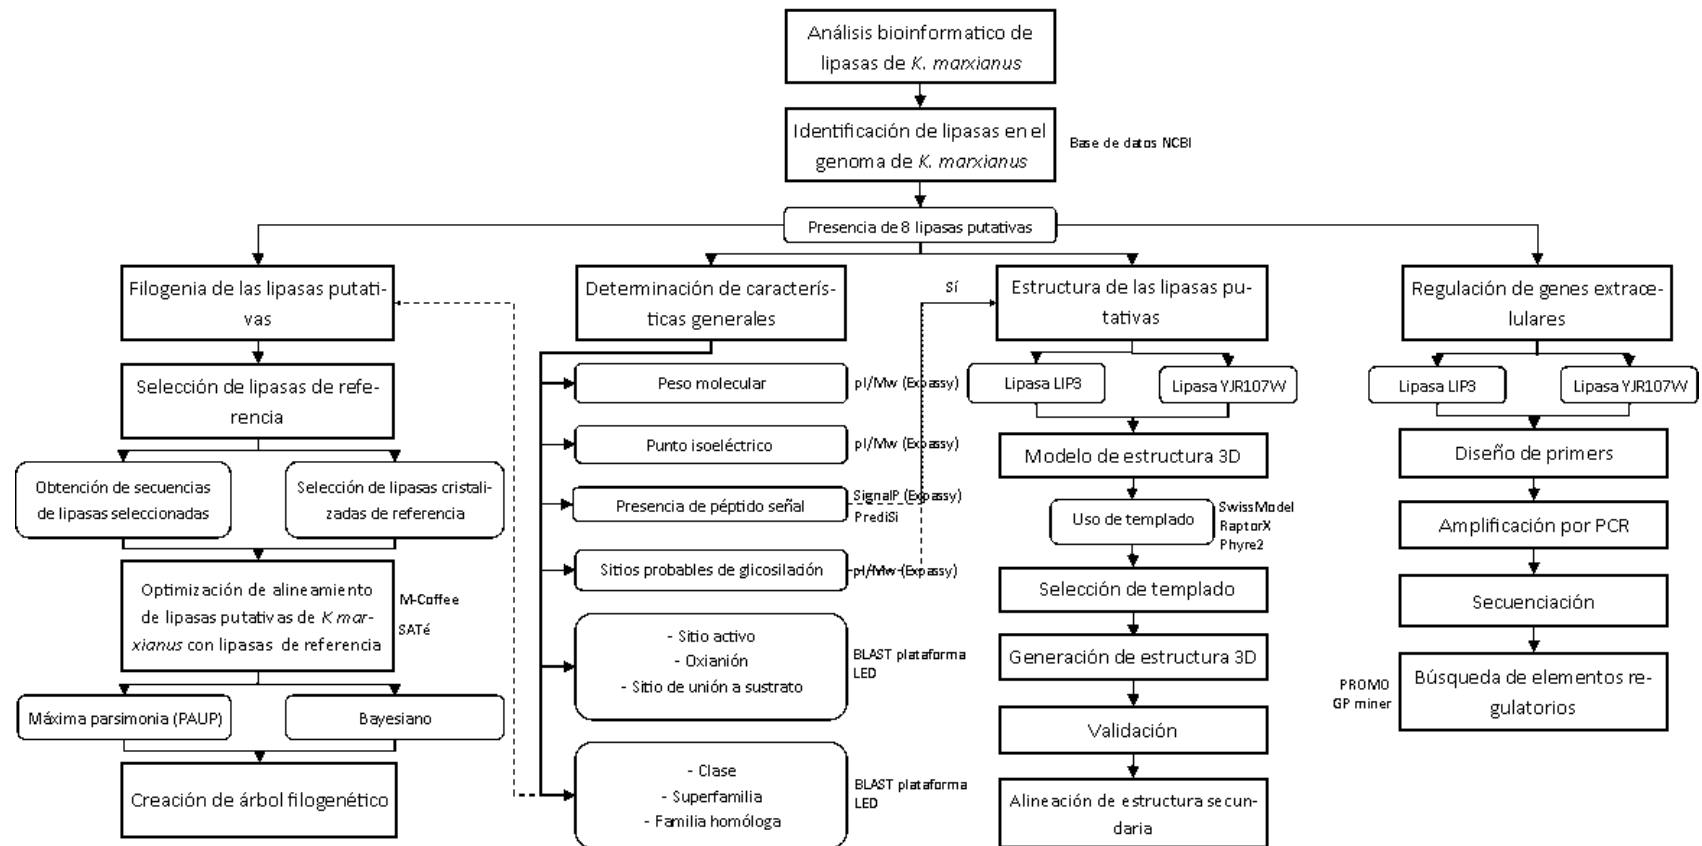 Análisis bioinformatico de
lipasas de K. marxianus
Identificación de lipasas en el
genoma de K. marxianus
Base de datos NCBI
Presencia de 8 lipasas putativas
Filogenia de las lipasas putati-
vas
Selección de lipasas de refe-
rencia
Obtención de secuencias
de lipasas seleccionadas
Selección de lipasas cristali-
zadas de referencia
Optimización de alineamiento
de lipasas putativas de K mar-
xianus con lipasas de referencia
M-Coffee
SATé
Máxima parsimonia (PAUP)
Bayesiano
Creación de árbol filogenético
Determinación de caracterís-
ticas generales
Peso molecular
pI/Mw (Expassy)
Punto isoeléctrico
pI/Mw (Expassy)
Presencia de péptido señal
SignalP (Expassy)
PrediSi
Sitios probables de glicosilación
pI/Mw (Expassy)
- Sitio activo
- Oxianión
- Sitio de unión a sustrato
BLAST plataforma
LED
- Clase
- Superfamilia
- Familia homóloga
BLAST plataforma
LED
SÍ
Estructura de las lipasas pu-
tativas
Lipasa LIP3
Lipasa YJR107W
Modelo de estructura 3D
Uso de templado
SwissModel
RaptorX
Phyre2
Selección de templado
Generación de estructura 3D
Validación
Alineación de estructura secun-
daria
Regulación de genes extrace-
lulares
Lipasa LIP3
Lipasa YJR107W
Diseño de primers
Amplificación por PCR
Secuenciación
Búsqueda de elementos re-
gulatorios
PROMO
GP miner